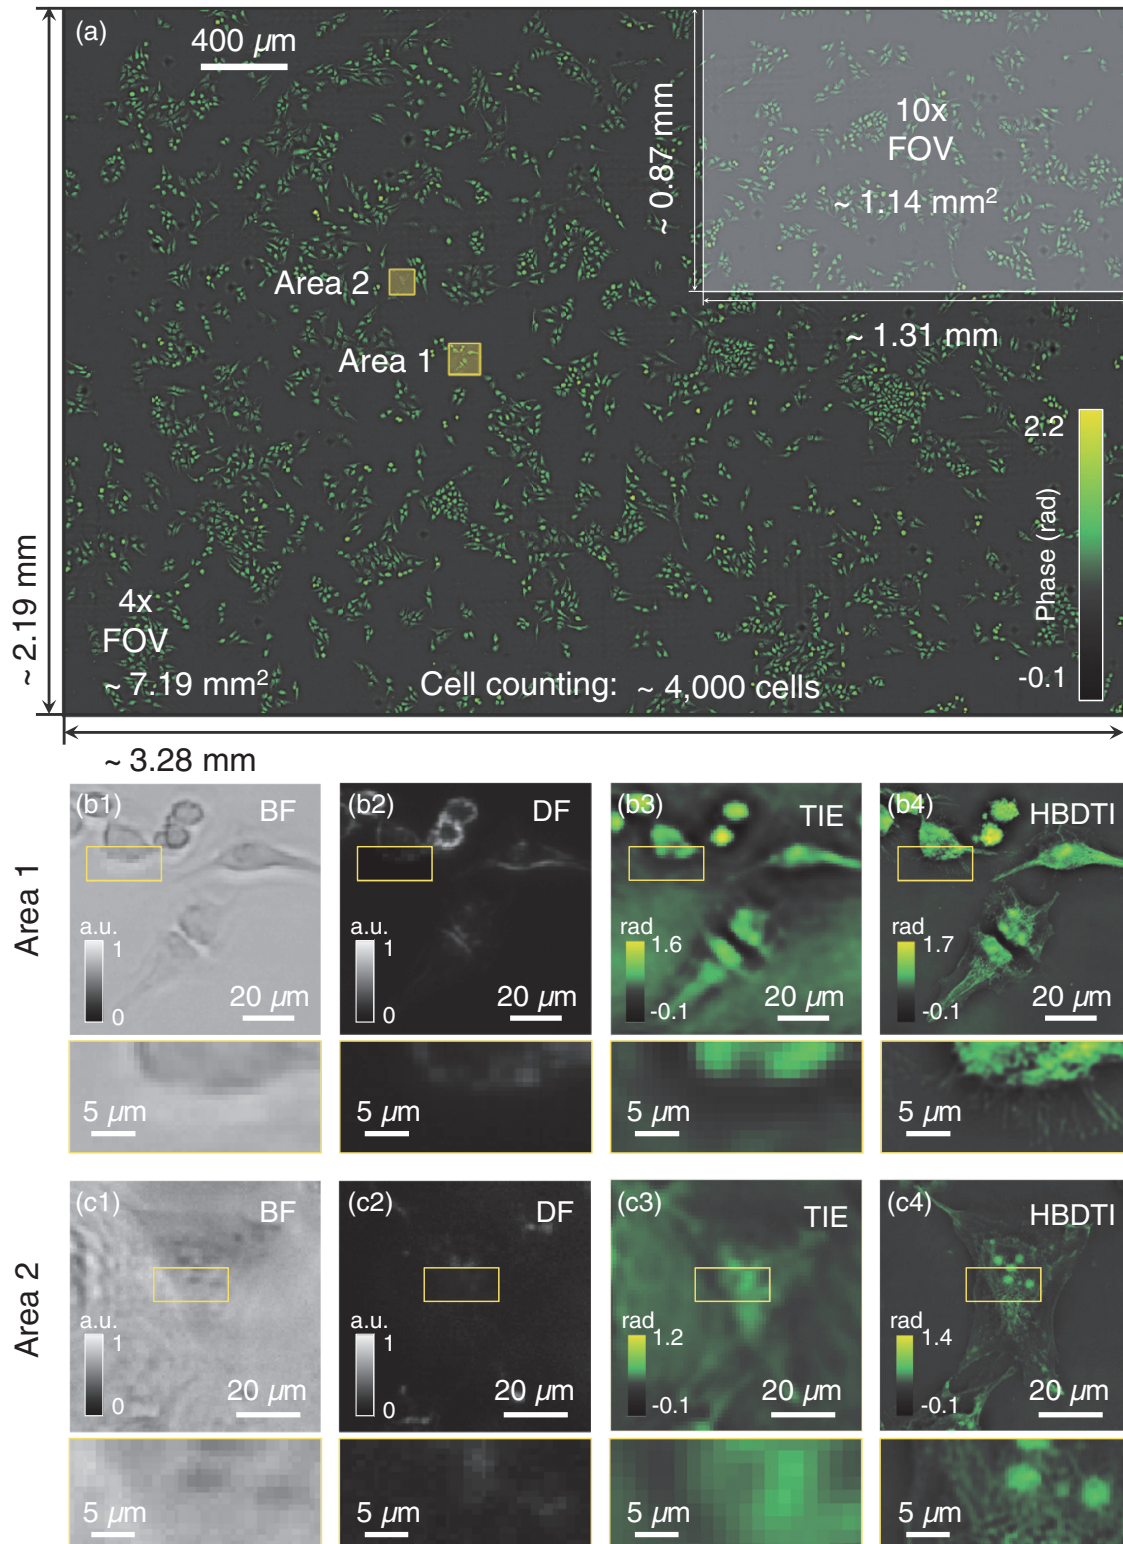 (a)
400 µm
~ 0.87 mm
10x
FOV
~ 1.14 mm²
Area 2
~ 1.31 mm
Area 1
2.2
Phase (rad)
-0.1
~ 2.19 mm
4x
FOV
~ 7.19 mm²
Cell counting: ~ 4,000 cells
~ 3.28 mm
Area 1
(b1) BF
a.u.
1
0
20 µm
5 µm
(b2) DF
a.u.
1
0
20 µm
5 µm
(b3) TIE
rad
1.6
-0.1
20 µm
5 µm
(b4) HBDTI
rad
1.7
-0.1
20 µm
5 µm
Area 2
(c1) BF
a.u.
1
0
20 µm
5 µm
(c2) DF
a.u.
1
0
20 µm
5 µm
(c3) TIE
rad
1.2
-0.1
20 µm
5 µm
(c4) HBDTI
rad
1.4
-0.1
20 µm
5 µm